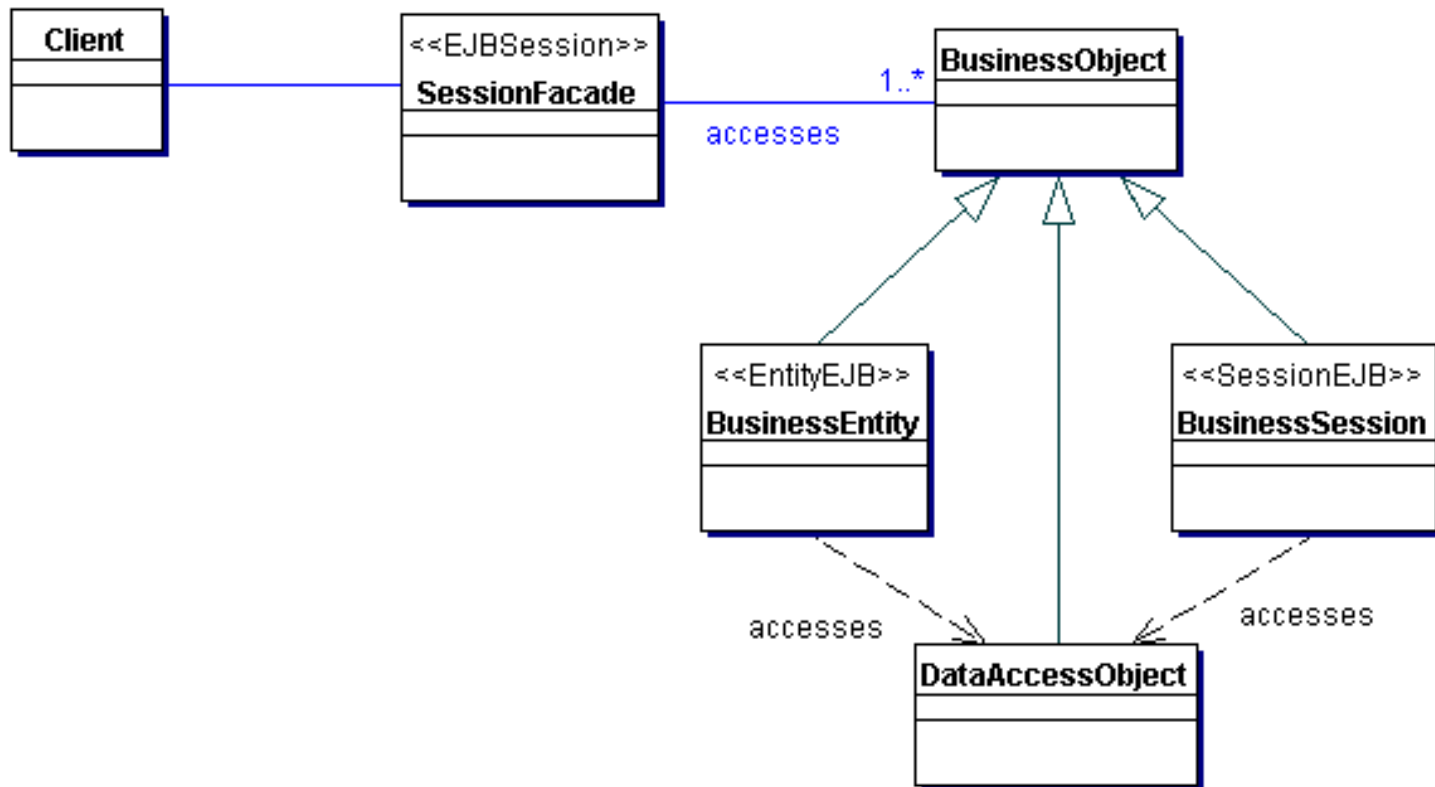 Client
<<EJBSession>>
SessionFacade
1..*
accesses
BusinessObject
<<EntityEJB>>
BusinessEntity
<<SessionEJB>>
BusinessSession
accesses
accesses
DataAccessObject